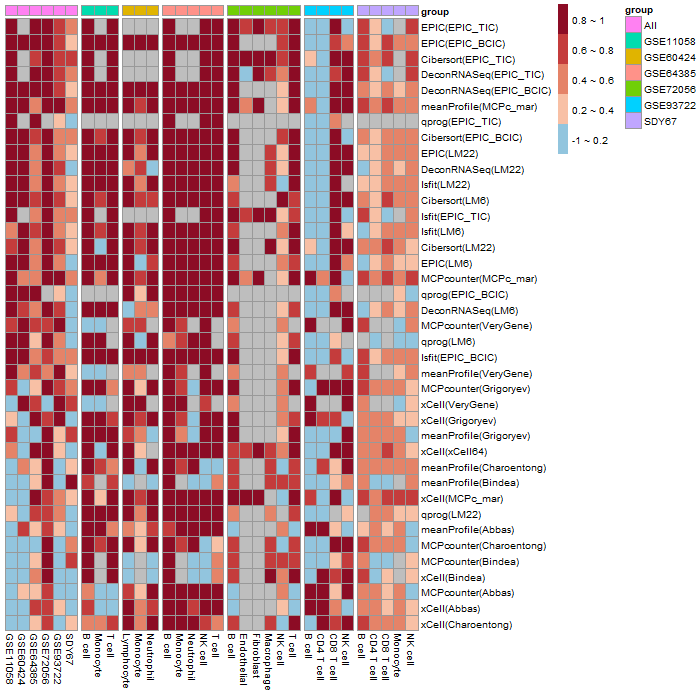 group
EPIC(EPIC_TIC)
EPIC(EPIC_BCIC)
Cibersort(EPIC_TIC)
DeconRNASeq(EPIC_TIC)
DeconRNASeq(EPIC_BCIC)
meanProfile(MCPc_mar)
qprog(EPIC_TIC)
Cibersort(EPIC_BCIC)
EPIC(LM22)
DeconRNASeq(LM22)
lsfit(LM22)
Cibersort(LM6)
lsfit(EPIC_TIC)
lsfit(LM6)
Cibersort(LM22)
EPIC(LM6)
MCPcounter(MCPc_mar)
qprog(EPIC_BCIC)
DeconRNASeq(LM6)
MCPcounter(VeryGene)
qprog(LM6)
lsfit(EPIC_BCIC)
meanProfile(VeryGene)
MCPcounter(Grigoryev)
xCell(VeryGene)
xCell(Grigoryev)
meanProfile(Grigoryev)
xCell(xCell64)
meanProfile(Charoentong)
meanProfile(Bindea)
xCell(MCPc_mar)
qprog(LM22)
meanProfile(Abbas)
MCPcounter(Charoentong)
MCPcounter(Bindea)
xCell(Bindea)
MCPcounter(Abbas)
xCell(Abbas)
xCell(Charoentong)
GSE11058
GSE60424
GSE64385
GSE72056
GSE93722
SDY67
B cell
Monocyte
T cell
Lymphocyte
Monocyte
Neutrophil
B cell
Monocyte
Neutrophil
NK cell
T cell
B cell
Endothelial
Fibroblast
Macrophage
NK cell
T cell
B cell
CD4 T cell
CD8 T cell
NK cell
B cell
CD4 T cell
CD8 T cell
Monocyte
NK cell
0.8 ~ 1
0.6 ~ 0.8
0.4 ~ 0.6
0.2 ~ 0.4
-1 ~ 0.2
group
All
GSE11058
GSE60424
GSE64385
GSE72056
GSE93722
SDY67